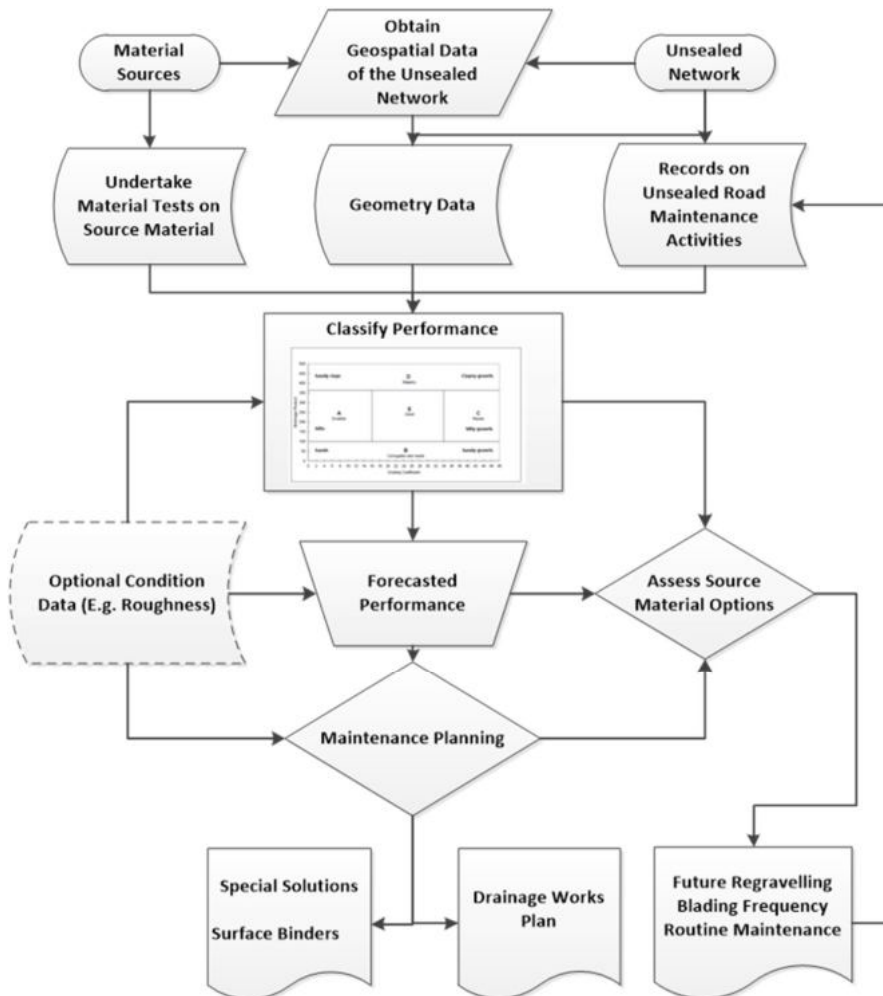 Material
Sources
Obtain
Geospatial Data
of the Unsealed
Network
Unsealed
Network
Undertake
Material Tests on
Source Material
Geometry Data
Records on
Unsealed Road
Maintenance
Activities
Classify Performance
D
A
E
C
B
Optional Condition
Data (E.g. Roughness)
Forecasted
Performance
Assess Source
Material Options
Maintenance Planning
Special Solutions
Surface Binders
Drainage Works
Plan
Future Regravelling
Blading Frequency
Routine Maintenance